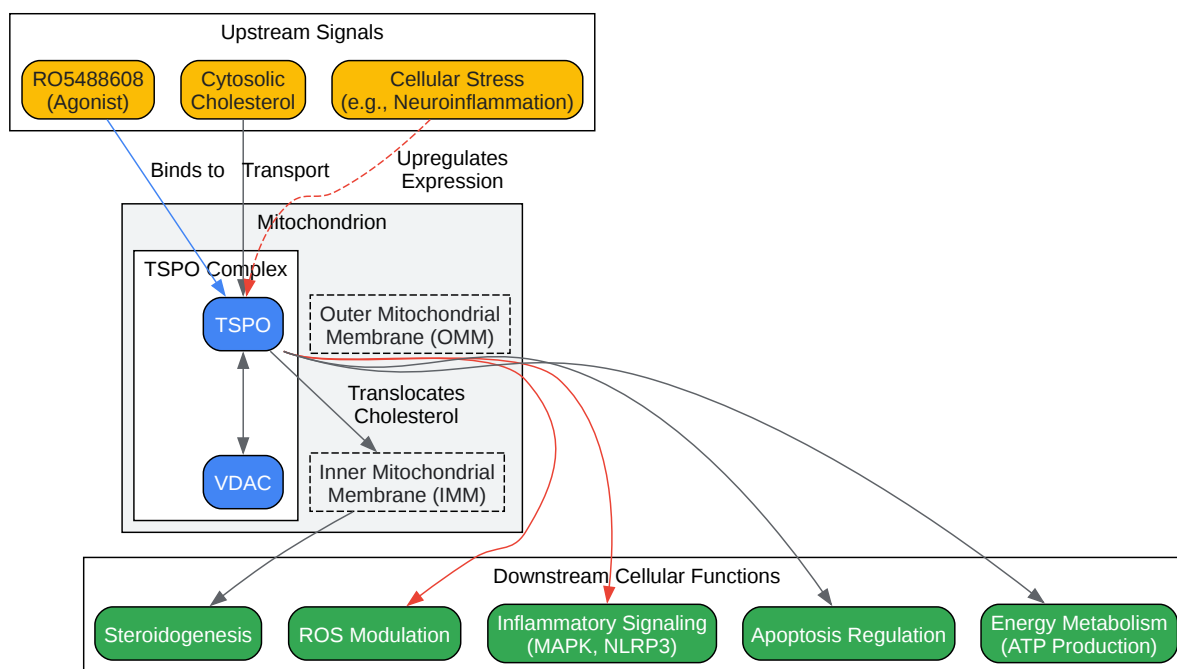 Upstream Signals
RO5488608
(Agonist)
Cytosolic
Cholesterol
Cellular Stress
(e.g., Neuroinflammation)
Binds to
Transport
Upregulates
Expression
Mitochondrion
TSPO Complex
TSPO
Outer Mitochondrial
Membrane (OMM)
Translocates
Cholesterol
VDAC
Inner Mitochondrial
Membrane (IMM)
Downstream Cellular Functions
Steroidogenesis
ROS Modulation
Inflammatory Signaling
(MAPK, NLRP3)
Apoptosis Regulation
Energy Metabolism
(ATP Production)